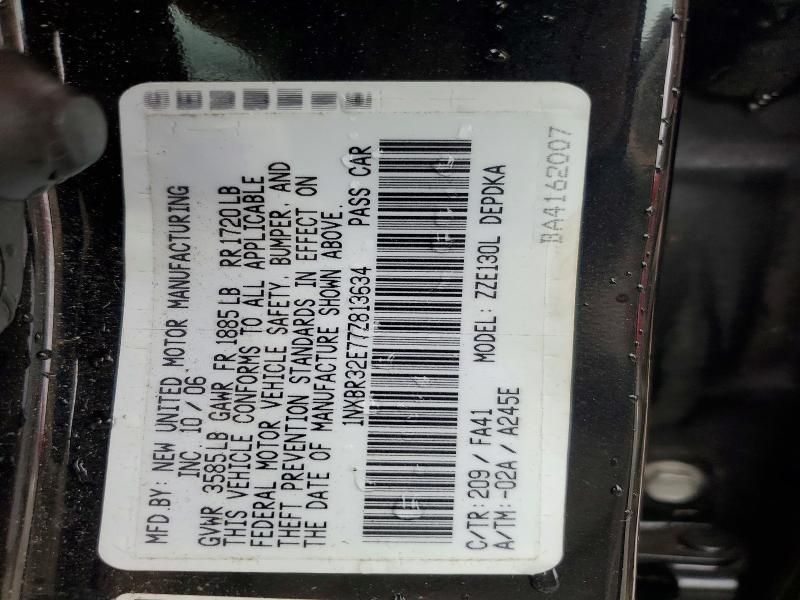 MFD.BY: NEW UNITED MOTOR MANUFACTURING
INC 10/06
GVWR 3585LB GAWR FR 1885LB RR1720LB
THIS VEHICLE CONFORMS TO ALL APPLICABLE
FEDERAL MOTOR VEHICLE SAFETY, BUMPER, AND
THEFT PREVENTION STANDARDS IN EFFECT ON
THE DATE OF MANUFACTURE SHOWN ABOVE.
1NXBR32E77Z813634 PASS CAR
C/TR: 209 / FA41 MODEL: ZZE130L DEPDKA
A/TM: -02A / A245E
BA4162007